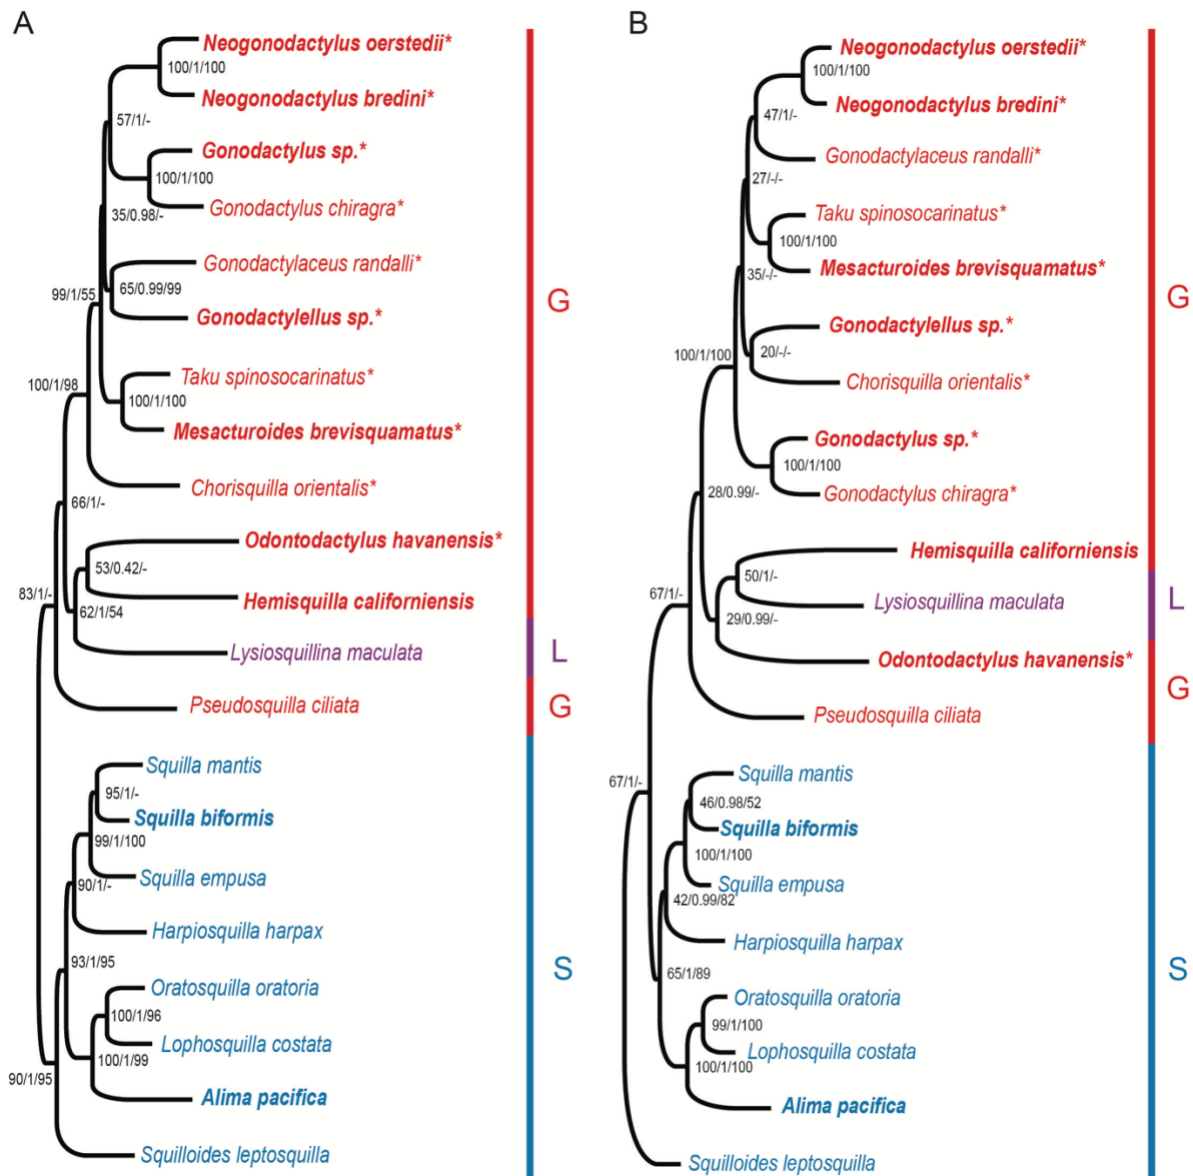 A
Neogonodactylus oerstedii*
100/1/100
Neogonodactylus bredini*
57/1/-
Gonodactylus sp.*
100/1/100
Gonodactylus chiragra*
35/0.98/-
Gonodactylaceus randalli*
65/0.99/99
99/1/55
Gonodactylellus sp.*
G
Taku spinosocarinatus*
100/1/98
100/1/100
Mesacturoides brevisquamatus*
Chorisquilla orientalis*
66/1/-
Odontodactylus havanensis*
53/0.42/-
83/1/-
Hemisquilla californiensis
62/1/54
Lysiosquillina maculata
L
Pseudosquilla ciliata
G
Squilla mantis
95/1/-
Squilla biformis
99/1/100
Squilla empusa
90/1/-
Harpiosquilla harpax
93/1/95
S
Oratosquilla oratoria
100/1/96
Lophosquilla costata
100/1/99
90/1/95
Alima pacifica
Squilloides leptosquilla
B
Neogonodactylus oerstedii*
100/1/100
Neogonodactylus bredini*
47/1/-
Gonodactylaceus randalli*
27/-/-
Taku spinosocarinatus*
100/1/100
Mesacturoides brevisquamatus*
35/-/-
G
Gonodactylellus sp.*
20/-/-
100/1/100
Chorisquilla orientalis*
Gonodactylus sp.*
100/1/100
28/0.99/-
Gonodactylus chiragra*
Hemisquilla californiensis
50/1/-
67/1/-
Lysiosquillina maculata
L
29/0.99/-
Odontodactylus havanensis*
G
Pseudosquilla ciliata
67/1/-
Squilla mantis
46/0.98/52
Squilla biformis
100/1/100
Squilla empusa
42/0.99/82
Harpiosquilla harpax
65/1/89
S
Oratosquilla oratoria
99/1/100
Lophosquilla costata
100/1/100
Alima pacifica
Squilloides leptosquilla